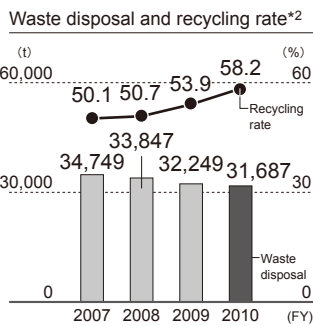 Waste disposal and recycling rate*2
(t) (%)
60,000 60
50.1 50.7 53.9 58.2
Recycling
rate
34,749 33,847 32,249 31,687
30,000 30
Waste
disposal
0 0
2007 2008 2009 2010 (FY)